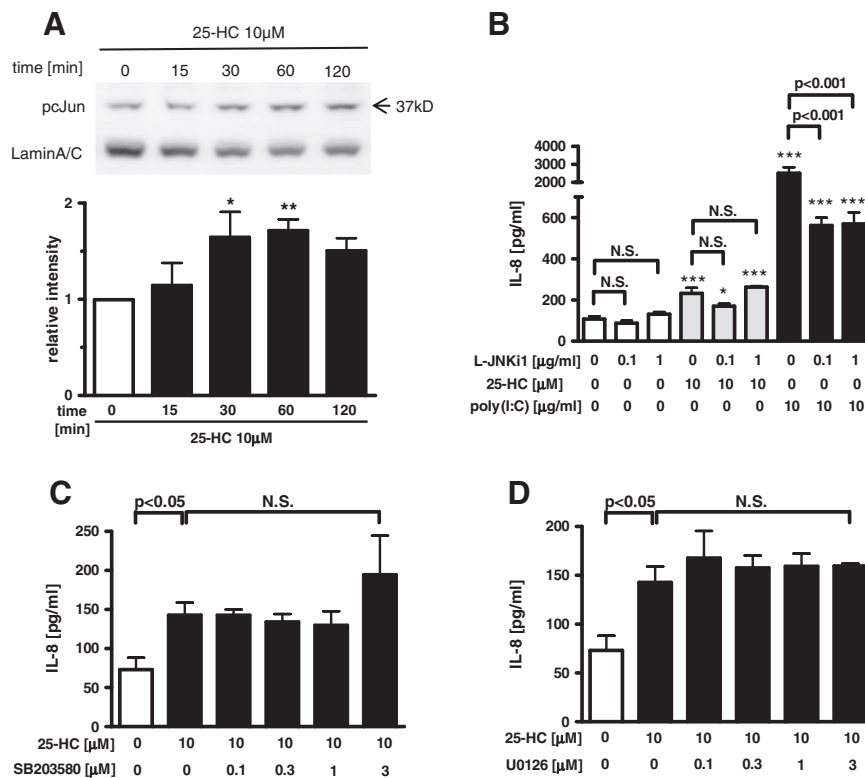 A
25-HC 10μM
time [min] 0 15 30 60 120
pcJun 37kD
LaminA/C
2
1
0
relative intensity
* **
time [min] 0 15 30 60 120
25-HC 10μM
B
p<0.001
p<0.001
4000
3000
2000
600
400
200
0
IL-8 [pg/ml]
N.S.
N.S.
N.S.
N.S.
*** * *** *** *** ***
L-JNKi1 [μg/ml] 0 0.1 1 0 0.1 1 0 0.1 1
25-HC [μM] 0 0 0 10 10 10 0 0 0
poly(I:C) [μg/ml] 0 0 0 0 0 0 10 10 10
C
p<0.05 N.S.
250
200
150
100
50
0
IL-8 [pg/ml]
25-HC [μM] 0 10 10 10 10 10
SB203580 [μM] 0 0 0.1 0.3 1 3
D
p<0.05 N.S.
200
150
100
50
0
IL-8 [pg/ml]
25-HC [μM] 0 10 10 10 10 10
U0126 [μM] 0 0 0.1 0.3 1 3